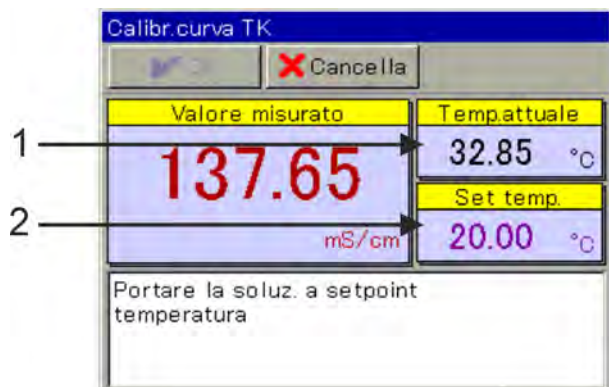 Calibr.curva TK
Cancella
Valore misurato
Temp.attuale
1
137.65
32.85 °C
Set temp.
2
mS/cm
20.00 °C
Portare la soluz. a setpoint
temperatura